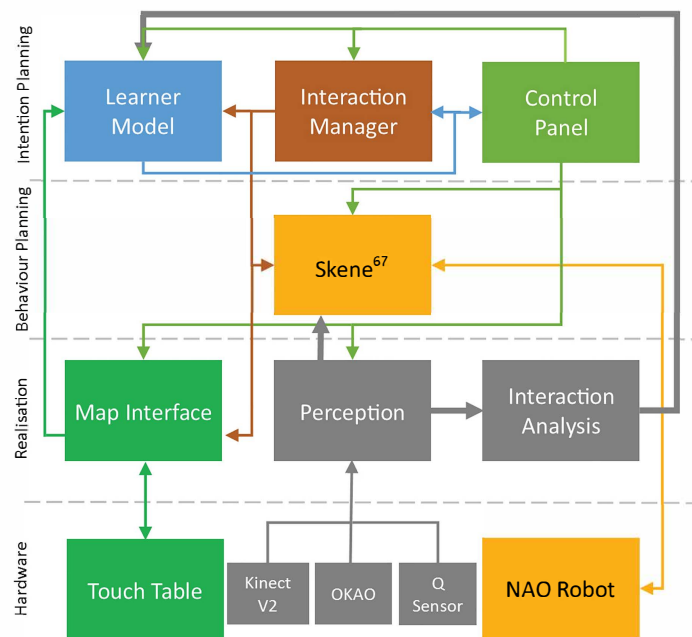 Intention Planning
Learner
Model
Interaction
Manager
Control
Panel
Behaviour Planning
Skene67
Realisation
Map Interface
Perception
Interaction
Analysis
Hardware
Touch Table
Kinect
V2
OKAO
Q
Sensor
NAO Robot